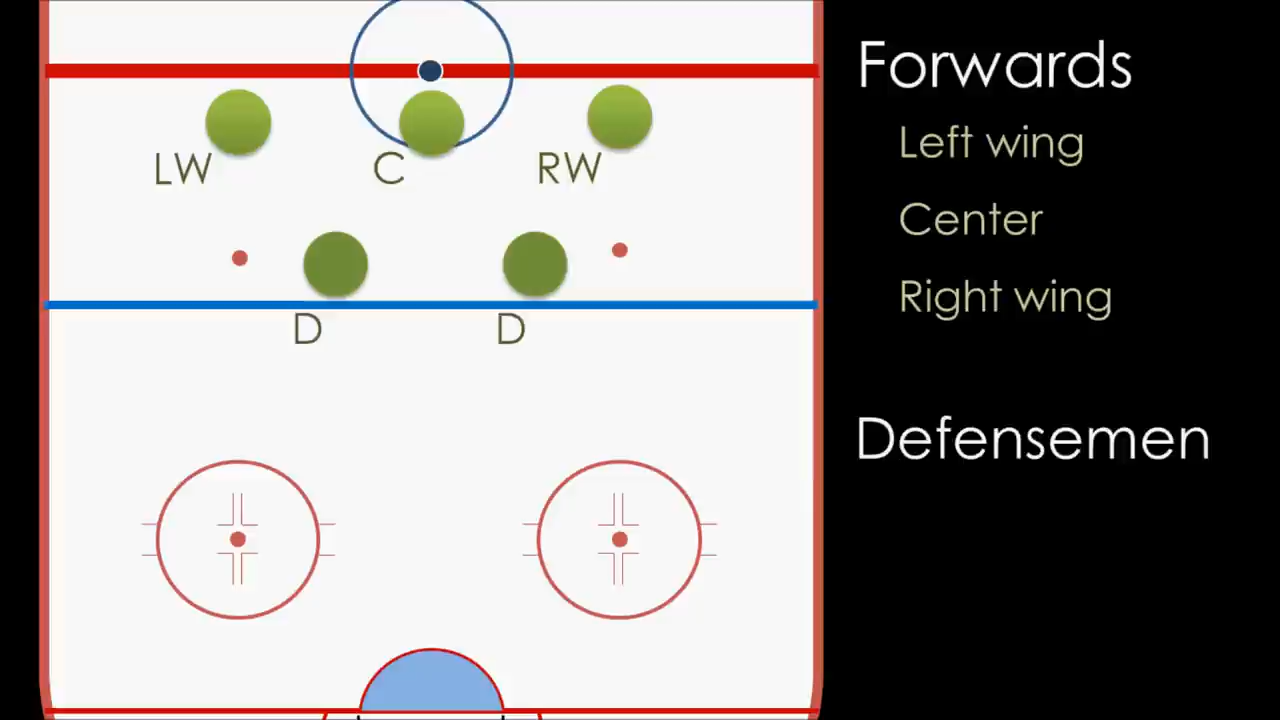 Forwards
Left wing
Center
Right wing
Defensemen
LW C RW
D D